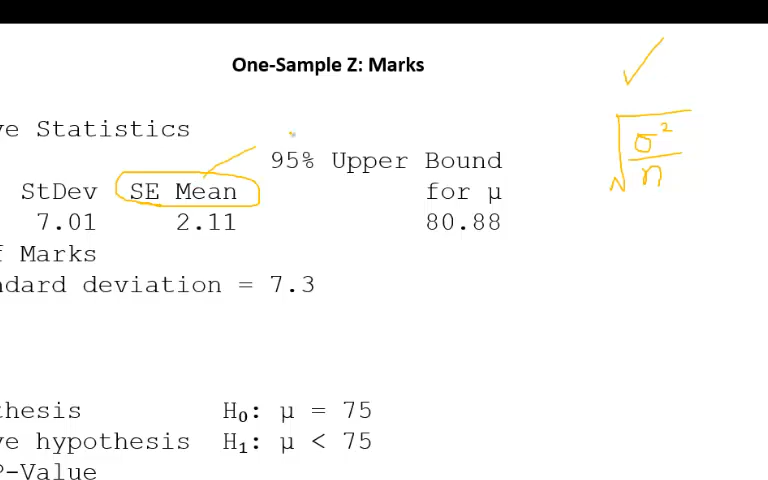 One-Sample Z: Marks
ve Statistics
95% Upper Bound
StDev SE Mean for μ
7.01 2.11 80.88
f Marks
ndard deviation = 7.3
√σ²/n
thesis H₀: μ = 75
ve hypothesis H₁: μ < 75
P-Value